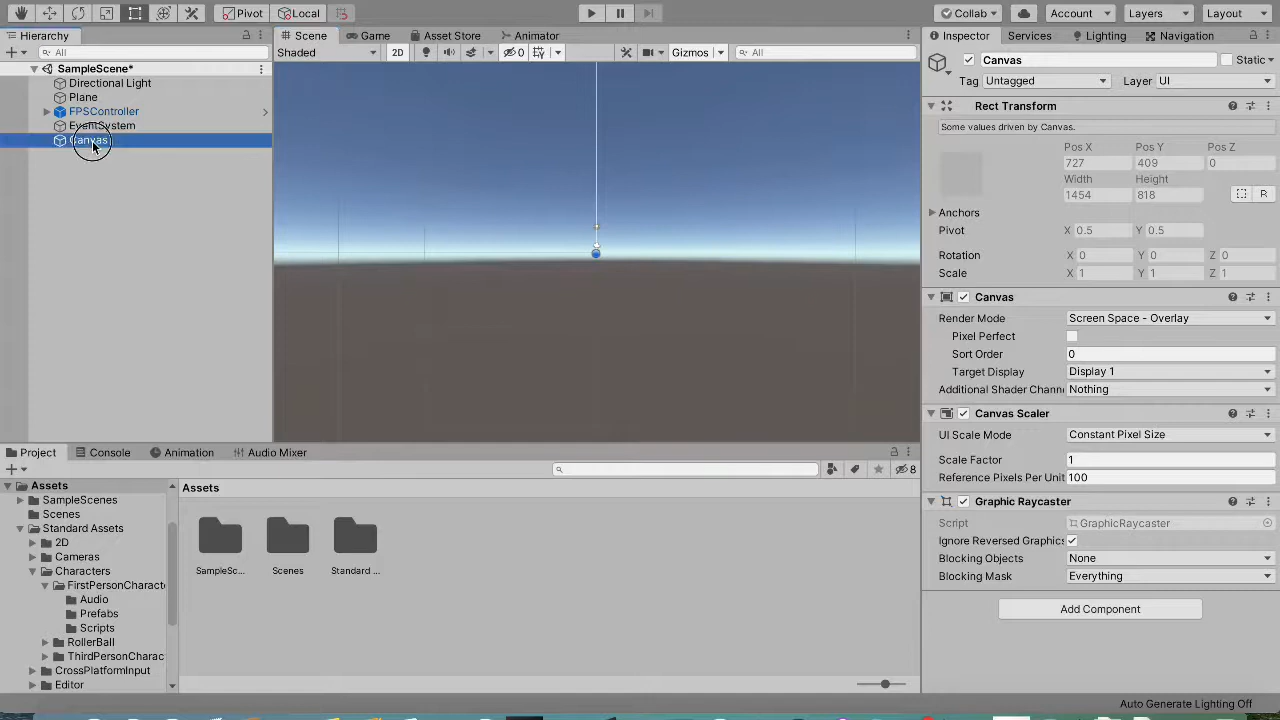 Pivot Local Collab Account Layers Layout
Hierarchy
All
SampleScene*
Directional Light
Plane
FPSController
EventSystem
Canvas
Scene Game Asset Store Animator
Shaded 2D 0 Gizmos All
Inspector Services Lighting Navigation
Canvas Static
Tag Untagged Layer UI
Rect Transform
Some values driven by Canvas.
Pos X Pos Y Pos Z
727 409 0
Width Height
1454 818 R
Anchors
Pivot X 0.5 Y 0.5
Rotation X 0 Y 0 Z 0
Scale X 1 Y 1 Z 1
Canvas
Render Mode Screen Space - Overlay
Pixel Perfect
Sort Order 0
Target Display Display 1
Additional Shader Chann Nothing
Canvas Scaler
UI Scale Mode Constant Pixel Size
Scale Factor 1
Reference Pixels Per Unit 100
Graphic Raycaster
Script GraphicRaycaster
Ignore Reversed Graphics
Blocking Objects None
Blocking Mask Everything
Add Component
Project Console Animation Audio Mixer
8
Assets
SampleScenes
Scenes
Standard Assets
2D
Cameras
Characters
FirstPersonCharacte
Audio
Prefabs
Scripts
RollerBall
ThirdPersonCharac
CrossPlatformInput
Editor
Assets
SampleSc... Scenes Standard ...
Auto Generate Lighting Off